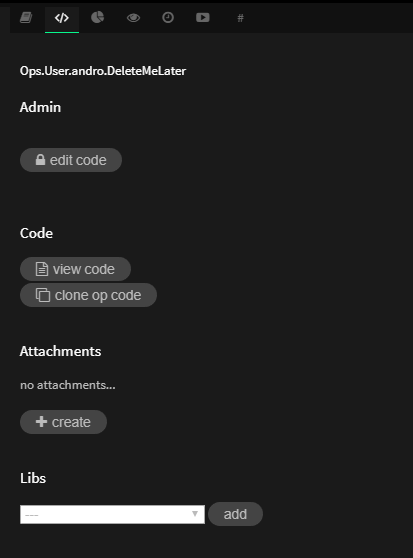 #
Ops.User.andro.DeleteMeLater
Admin
edit code
Code
view code
clone op code
Attachments
no attachments...
create
Libs
---
add